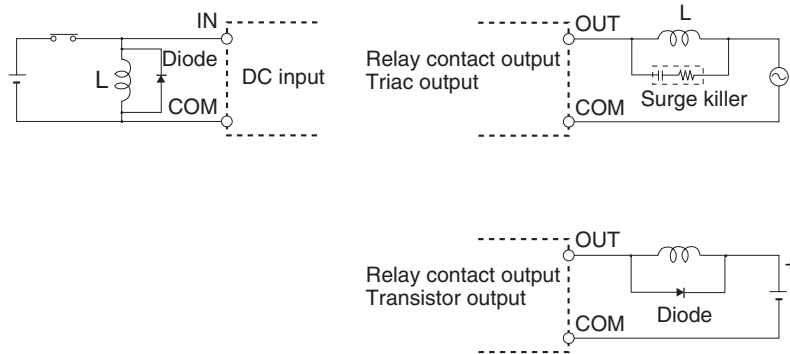 IN
Diode
L
DC input
COM
OUT
L
Relay contact output
Triac output
Surge killer
COM
OUT
+
Relay contact output
Transistor output
Diode
COM